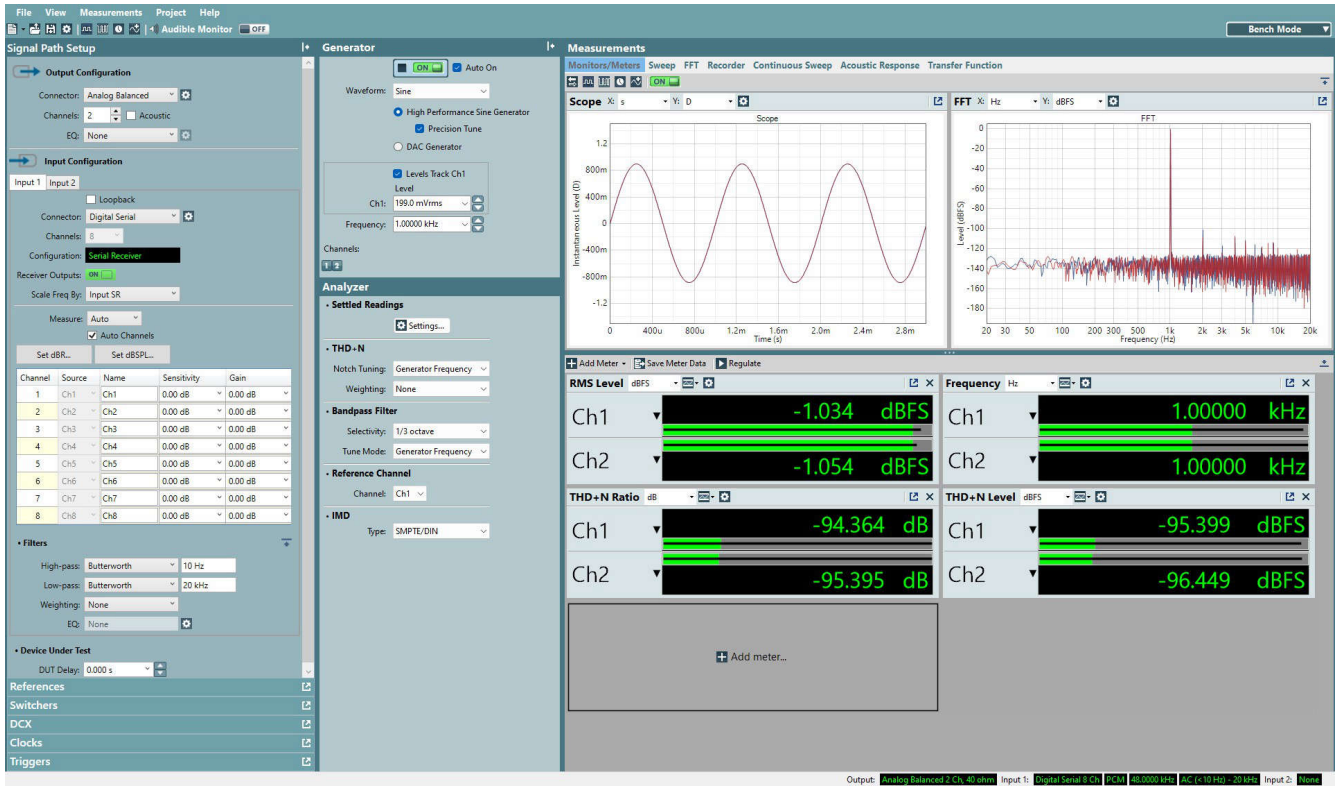 File View Measurements Project Help
Audible Monitor OFF
Bench Mode
Signal Path Setup
Output Configuration
Connector: Analog Balanced
Channels: 2 Acoustic
EQ: None
Input Configuration
Input 1 Input 2
Loopback
Connector: Digital Serial
Channels: 8
Configuration: Serial Receiver
Receiver Outputs: ON
Scale Freq By: Input SR
Measure: Auto
Auto Channels
Set dBR... Set dBSPL...
Channel Source Name Sensitivity Gain
1 Ch1 Ch1 0.00 dB 0.00 dB
2 Ch2 Ch2 0.00 dB 0.00 dB
3 Ch3 Ch3 0.00 dB 0.00 dB
4 Ch4 Ch4 0.00 dB 0.00 dB
5 Ch5 Ch5 0.00 dB 0.00 dB
6 Ch6 Ch6 0.00 dB 0.00 dB
7 Ch7 Ch7 0.00 dB 0.00 dB
8 Ch8 Ch8 0.00 dB 0.00 dB
• Filters
High-pass: Butterworth 10 Hz
Low-pass: Butterworth 20 kHz
Weighting: None
EQ: None
• Device Under Test
DUT Delay: 0.000 s
References
Switchers
DCX
Clocks
Triggers
Generator
ON Auto On
Waveform: Sine
High Performance Sine Generator
Precision Tune
DAC Generator
Levels Track Ch1
Level
Ch1: 199.0 mVrms
Frequency: 1.00000 kHz
Channels:
1 2
Analyzer
• Settled Readings
Settings...
• THD+N
Notch Tuning: Generator Frequency
Weighting: None
• Bandpass Filter
Selectivity: 1/3 octave
Tune Mode: Generator Frequency
• Reference Channel
Channel: Ch1
• IMD
Type: SMPTE/DIN
Measurements
Monitors/Meters Sweep FFT Recorder Continuous Sweep Acoustic Response Transfer Function
ON
Scope X: s Y: D
Scope
Instantaneous Level (D)
1.2
800m
400m
0
-400m
-800m
-1.2
0 400u 800u 1.2m 1.6m 2.0m 2.4m 2.8m
Time (s)
FFT X: Hz Y: dBFS
FFT
Level (dBFS)
0
-20
-40
-60
-80
-100
-120
-140
-160
-180
20 30 50 100 200 300 500 1k 2k 3k 5k 10k 20k
Frequency (Hz)
Add Meter Save Meter Data Regulate
RMS Level dBFS
Ch1 -1.034 dBFS
Ch2 -1.054 dBFS
Frequency Hz
Ch1 1.00000 kHz
Ch2 1.00000 kHz
THD+N Ratio dB
Ch1 -94.364 dB
Ch2 -95.395 dB
THD+N Level dBFS
Ch1 -95.399 dBFS
Ch2 -96.449 dBFS
Add meter...
Output: Analog Balanced 2 Ch, 40 ohm Input 1: Digital Serial 8 Ch PCM 48.0000 kHz AC (<10 Hz) - 20 kHz Input 2: None